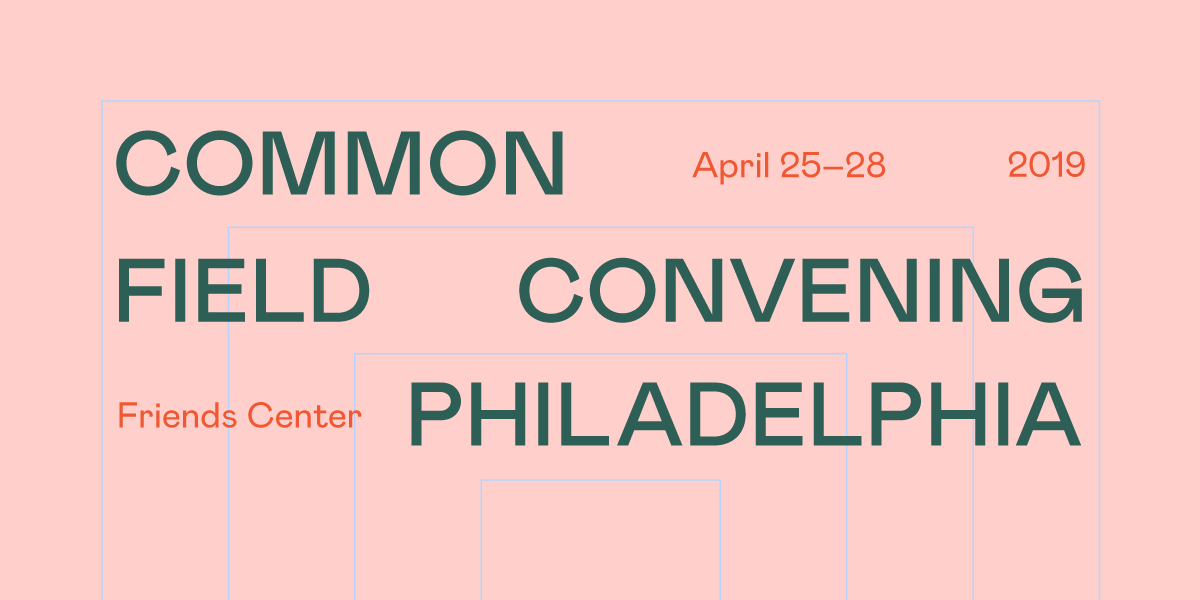 COMMON April 25–28 2019
FIELD CONVENING
Friends Center PHILADELPHIA